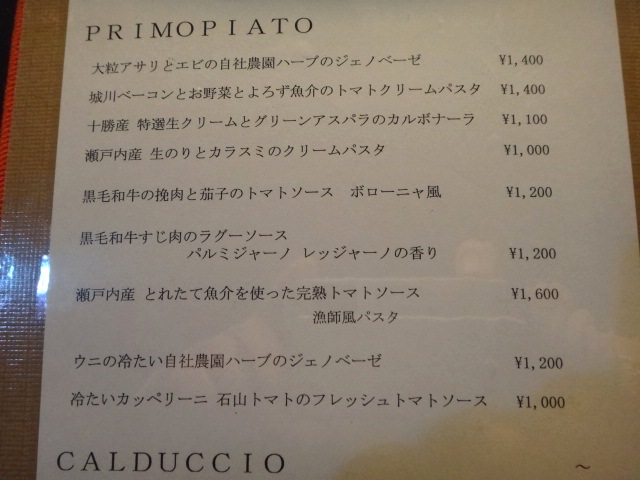 PRIMOPIATO
大粒アサリとエビの自社農園ハーブのジェノベーゼ ¥1,400
城川ベーコンとお野菜とよろず魚介のトマトクリームパスタ ¥1,400
十勝産 特選生クリームとグリーンアスパラのカルボナーラ ¥1,100
瀬戸内産 生のりとカラスミのクリームパスタ ¥1,000
黒毛和牛の挽肉と茄子のトマトソース ボローニャ風 ¥1,200
黒毛和牛すじ肉のラグーソース
パルミジャーノ レッジャーノの香り ¥1,200
瀬戸内産 とれたて魚介を使った完熟トマトソース ¥1,600
漁師風パスタ
ウニの冷たい自社農園ハーブのジェノベーゼ ¥1,200
冷たいカッペリーニ 石山トマトのフレッシュトマトソース ¥1,000
CALDUCCIO ～